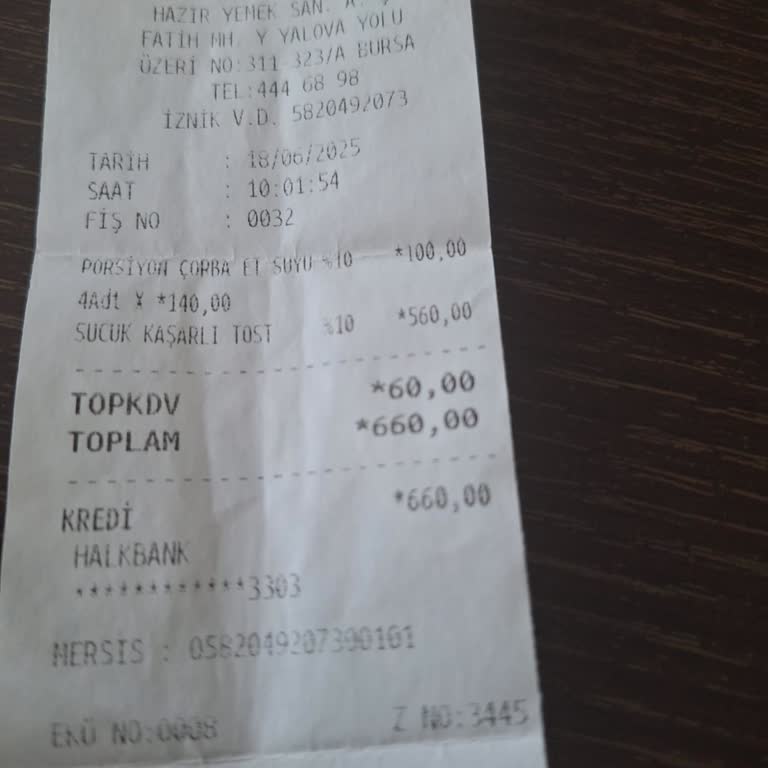 HAZIR YEMEK SAN. A.
FATİH MH. Y YALOVA YOLU
ÜZERİ NO:311-323/A BURSA
TEL:444 68 98
İZNİK V.D. 5820492073
TARİH : 18/06/2025
SAAT : 10:01:54
FİŞ NO : 0032
PORSİYON ÇORBA ET SUYU %10 *100,00
4Adt X *140,00
SUCUK KAŞARLI TOST %10 *560,00
TOPKDV *60,00
TOPLAM *660,00
KREDİ *660,00
HALKBANK
************3303
MERSİS : 0582049207300101
EKÜ NO:0008 Z NO:3445